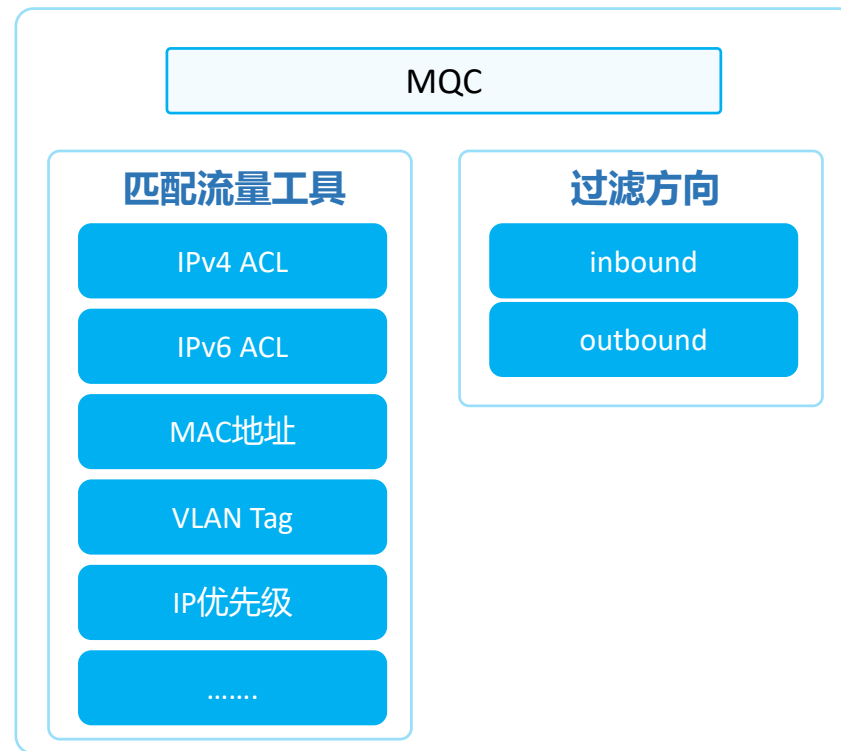 MQC
匹配流量工具
IPv4 ACL
IPv6 ACL
MAC地址
VLAN Tag
IP优先级
.......
过滤方向
inbound
outbound